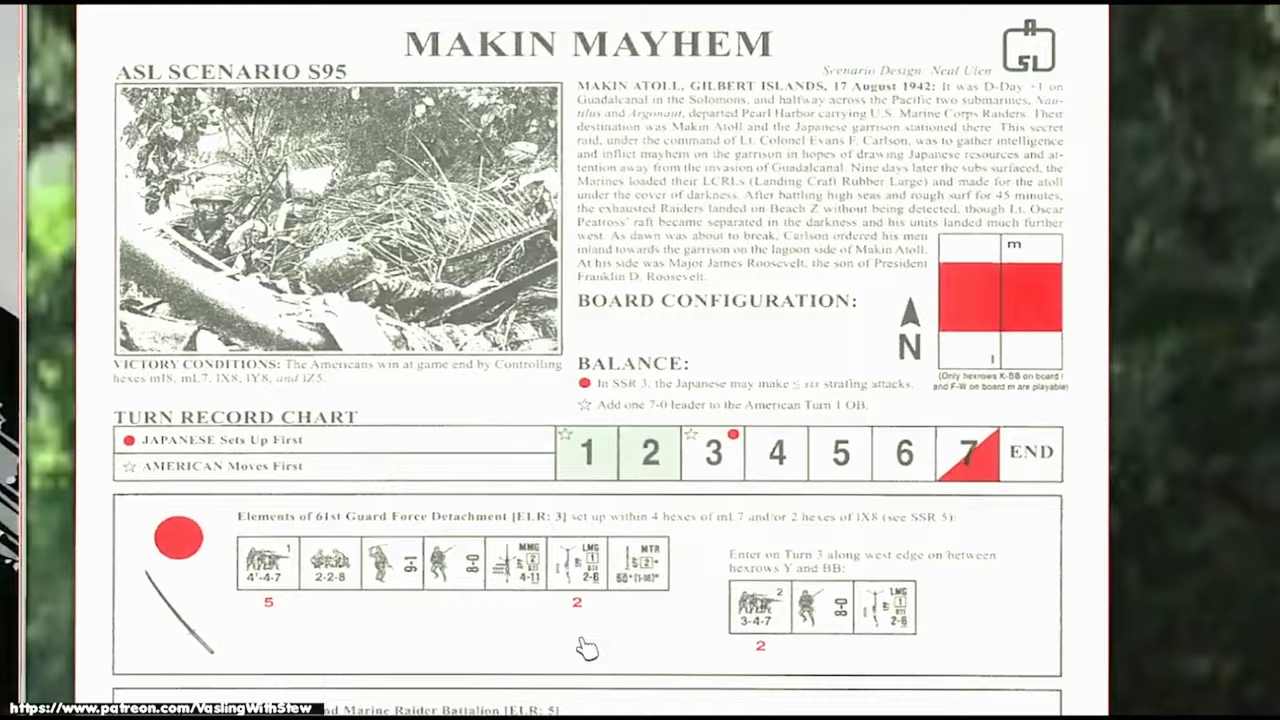 MAKIN MAYHEM
A
SL
ASL SCENARIO S95
Scenario Design: Neal Ulen
MAKIN ATOLL, GILBERT ISLANDS, 17 August 1942: It was D-Day +1 on
Guadalcanal in the Solomons, and halfway across the Pacific two submarines, Nau-
tilus and Argonaut, departed Pearl Harbor carrying U.S. Marine Corps Raiders. Their
destination was Makin Atoll and the Japanese garrison stationed there. This secret
raid, under the command of Lt. Colonel Evans F. Carlson, was to gather intelligence
and inflict mayhem on the garrison in hopes of drawing Japanese resources and at-
tention away from the invasion of Guadalcanal. Nine days later the subs surfaced, the
Marines loaded their LCRLs (Landing Craft Rubber Large) and made for the atoll
under the cover of darkness. After battling high seas and rough surf for 45 minutes,
the exhausted Raiders landed on Beach Z without being detected, though Lt. Oscar
Peatross' raft became separated in the darkness and his units landed much further
west. As dawn was about to break, Carlson ordered his men
inland towards the garrison on the lagoon side of Makin Atoll.
At his side was Major James Roosevelt, the son of President
Franklin D. Roosevelt.
m
l
BOARD CONFIGURATION:
N
(Only hexrows K-BB on board l
and F-W on board m are playable)
VICTORY CONDITIONS: The Americans win at game end by Controlling
hexes mI8, mL7, lX8, lY8, and lZ5.
BALANCE:
In SSR 3, the Japanese may make ≤ six strafing attacks.
☆ Add one 7-0 leader to the American Turn 1 OB.
TURN RECORD CHART
JAPANESE Sets Up First
☆ AMERICAN Moves First
☆ 1 2 ☆ 3 4 5 6 7 END
Elements of 61st Guard Force Detachment [ELR: 3] set up within 4 hexes of mL7 and/or 2 hexes of lX8 (see SSR 5):
1 4-4-7
2-2-8
9-1
8-0
MMG 2 4-11
LMG 1 2-6
MTR
5
2
Enter on Turn 3 along west edge on between
hexrows Y and BB:
2 3-4-7
8-0
LMG 1 2-6
2
nd Marine Raider Battalion [ELR: 5]
https://www.patreon.com/VaslingWithStew